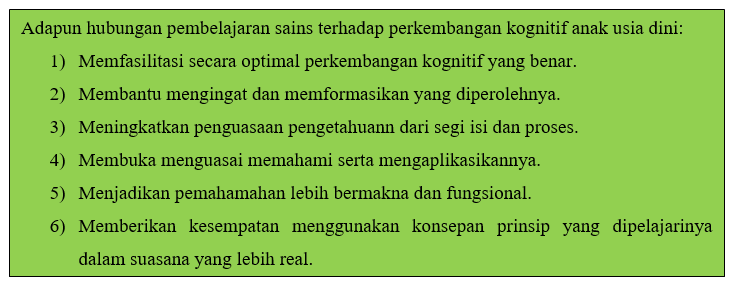 Adapun hubungan pembelajaran sains terhadap perkembangan kognitif anak usia dini:
1) Memfasilitasi secara optimal perkembangan kognitif yang benar.
2) Membantu mengingat dan memformasikan yang diperolehnya.
3) Meningkatkan penguasaan pengetahuann dari segi isi dan proses.
4) Membuka menguasai memahami serta mengaplikasikannya.
5) Menjadikan pemahamahan lebih bermakna dan fungsional.
6) Memberikan kesempatan menggunakan konsepan prinsip yang dipelajarinya
dalam suasana yang lebih real.